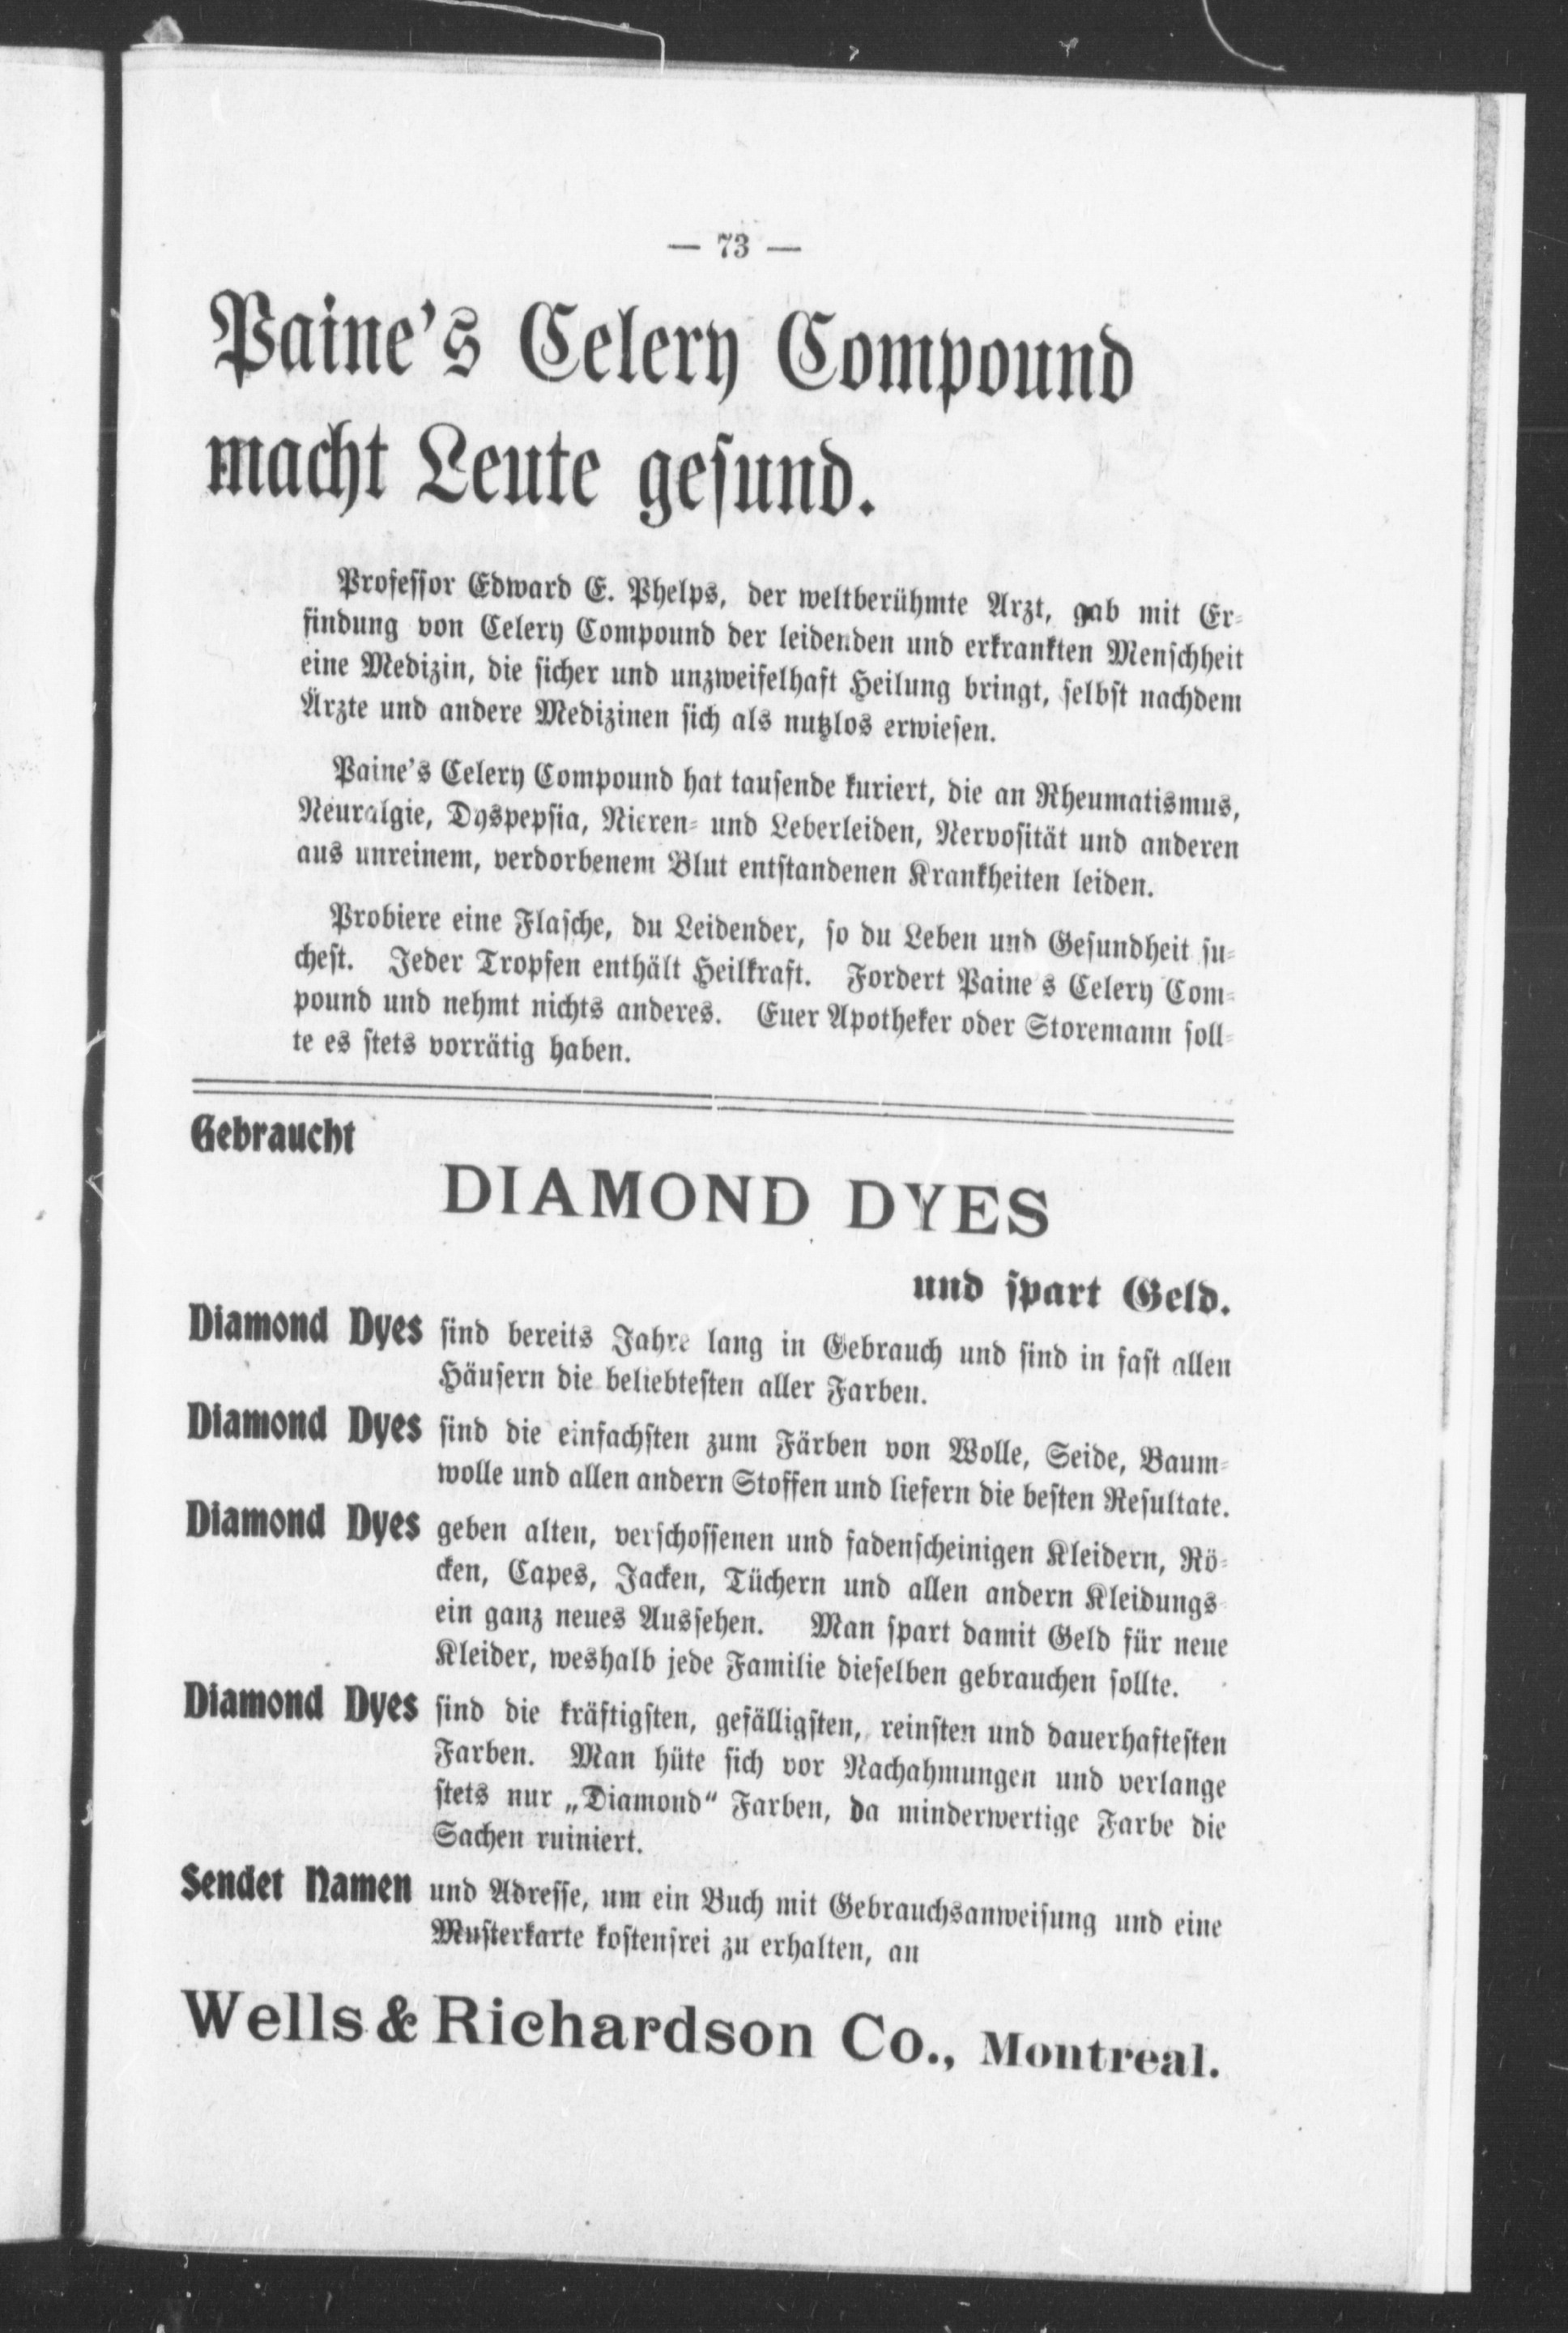 — 73 —
Paine's Celery Compound
macht Leute gesund.
Professor Edward E. Phelps, der weltberühmte Arzt, gab mit Er-
findung von Celery Compound der leidenden und erkrankten Menschheit
eine Medizin, die sicher und unzweifelhaft Heilung bringt, selbst nachdem
Ärzte und andere Medizinen sich als nutzlos erwiesen.
Paine's Celery Compound hat tausende kuriert, die an Rheumatismus,
Neuralgie, Dyspepsia, Nieren- und Leberleiden, Nervosität und anderen
aus unreinem, verdorbenem Blut entstandenen Krankheiten leiden.
Probiere eine Flasche, du Leidender, so du Leben und Gesundheit su-
chest. Jeder Tropfen enthält Heilkraft. Fordert Paine's Celery Com-
pound und nehmt nichts anderes. Euer Apotheker oder Storemann soll-
te es stets vorrätig haben.
Gebraucht
DIAMOND DYES
und spart Geld.
Diamond Dyes sind bereits Jahre lang in Gebrauch und sind in fast allen
Häusern die beliebtesten aller Farben.
Diamond Dyes sind die einfachsten zum Färben von Wolle, Seide, Baum-
wolle und allen andern Stoffen und liefern die besten Resultate.
Diamond Dyes geben alten, verschossenen und fadenscheinigen Kleidern, Rö-
cken, Capes, Jacken, Tüchern und allen andern Kleidungs-
ein ganz neues Aussehen. Man spart damit Geld für neue
Kleider, weshalb jede Familie dieselben gebrauchen sollte.
Diamond Dyes sind die kräftigsten, gefälligsten, reinsten und dauerhaftesten
Farben. Man hüte sich vor Nachahmungen und verlange
stets nur „Diamond“ Farben, da minderwertige Farbe die
Sachen ruiniert.
Sendet Namen und Adresse, um ein Buch mit Gebrauchsanweisung und eine
Musterkarte kostenfrei zu erhalten, an
Wells & Richardson Co., Montreal.